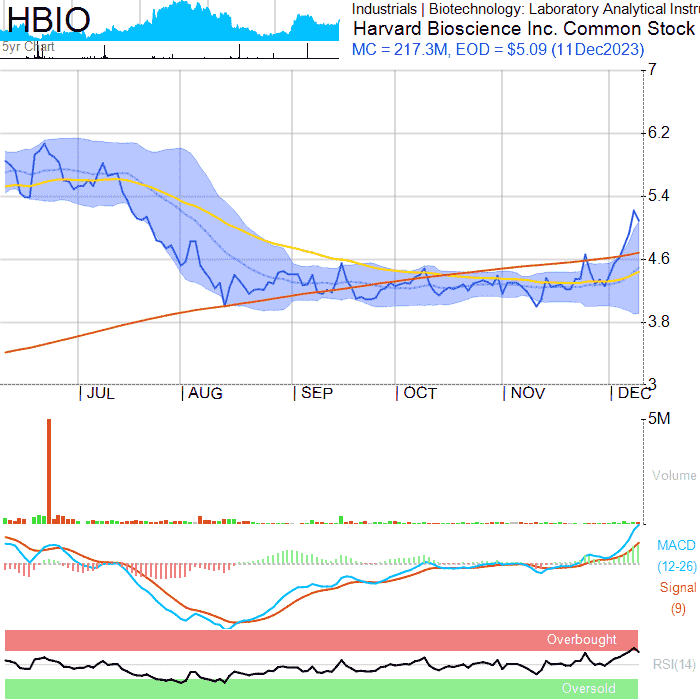 HBIO
5yr Chart
Industrials | Biotechnology: Laboratory Analytical Instru
Harvard Bioscience Inc. Common Stock
MC = 217.3M, EOD = $5.09 (11Dec2023)
7
6.2
5.4
4.6
3.8
3
JUL AUG SEP OCT NOV DEC
5M
Volume
MACD
(12-26)
Signal
(9)
Overbought
RSI(14)
Oversold